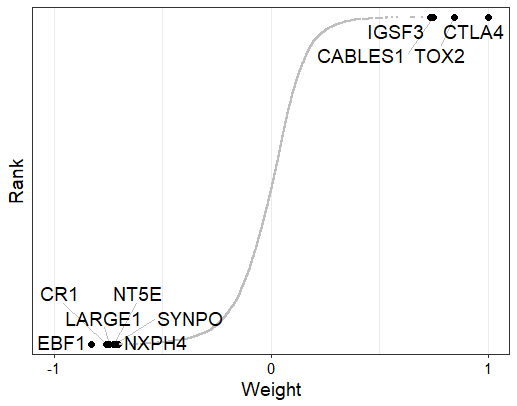 IGSF3 CTLA4
CABLES1 TOX2
Rank
CR1 NT5E
LARGE1 SYNPO
EBF1 NXPH4
-1 0 1
Weight